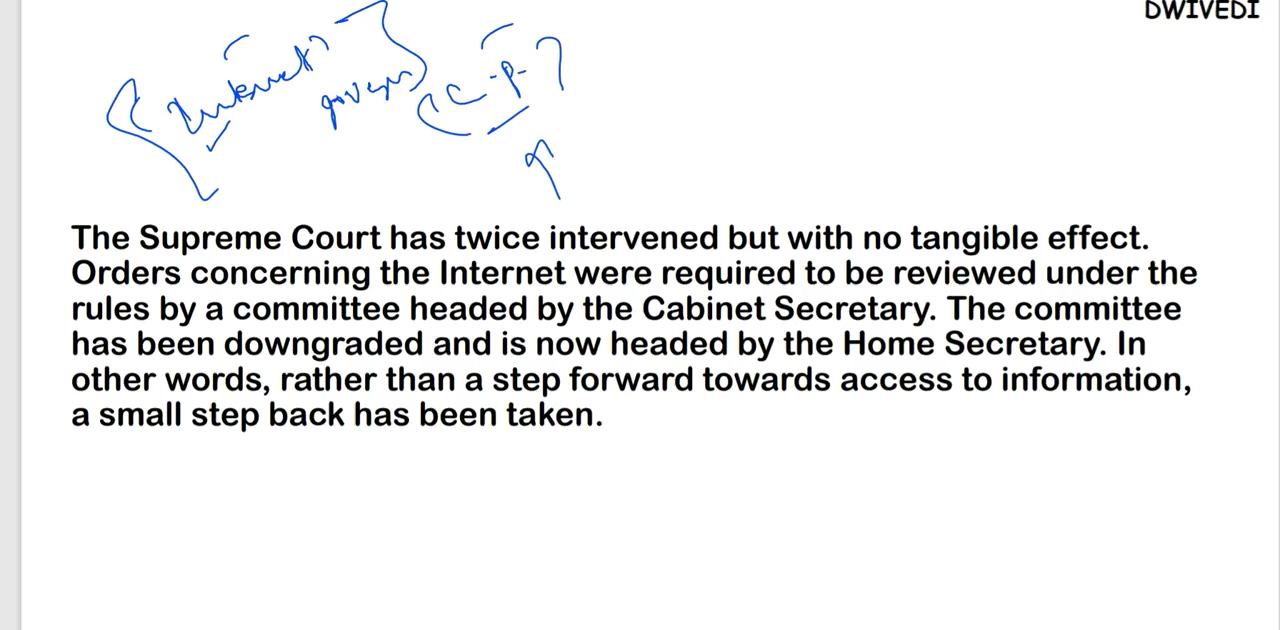 DWIVEDI
Internet
govern
C-P-
The Supreme Court has twice intervened but with no tangible effect.
Orders concerning the Internet were required to be reviewed under the
rules by a committee headed by the Cabinet Secretary. The committee
has been downgraded and is now headed by the Home Secretary. In
other words, rather than a step forward towards access to information,
a small step back has been taken.